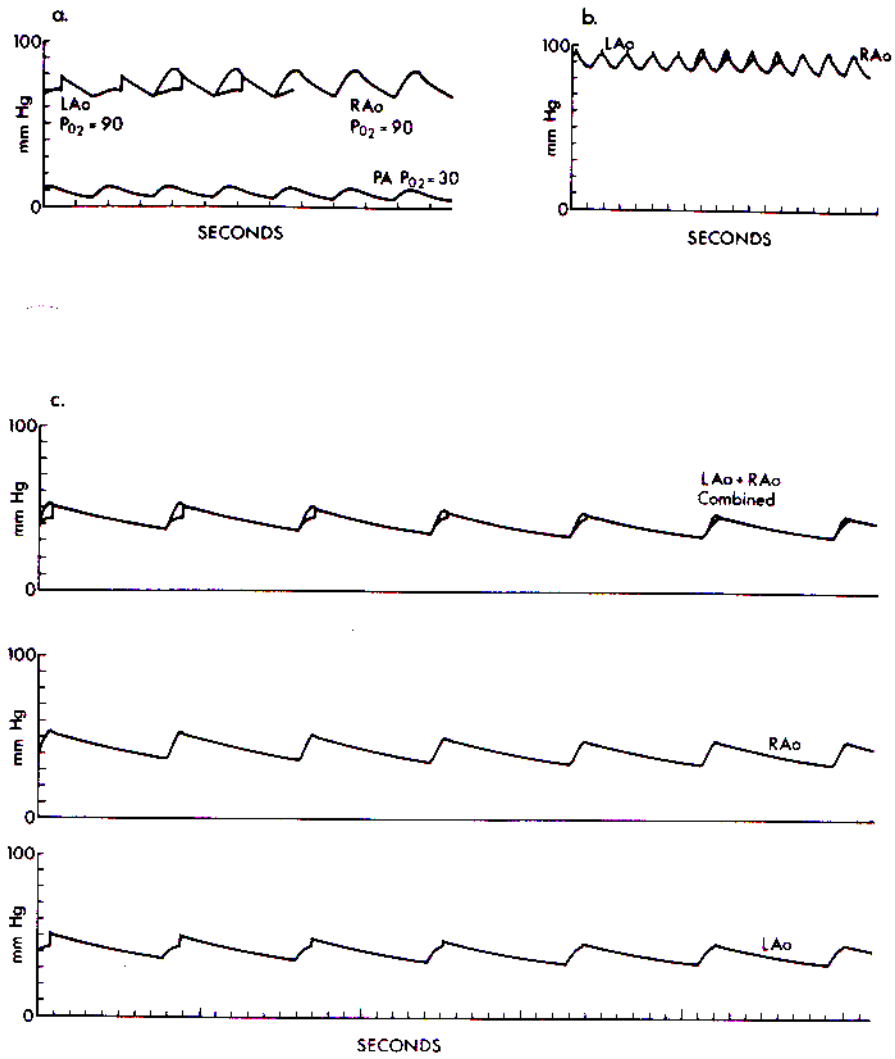 a.
100
mm Hg
0
LAo
PO2 = 90
RAo
PO2 = 90
PA PO2 = 30
SECONDS
b.
100
mm Hg
0
LAo
RAo
SECONDS
c.
100
mm Hg
0
LAo + RAo
Combined
100
mm Hg
0
RAo
100
mm Hg
0
LAo
SECONDS